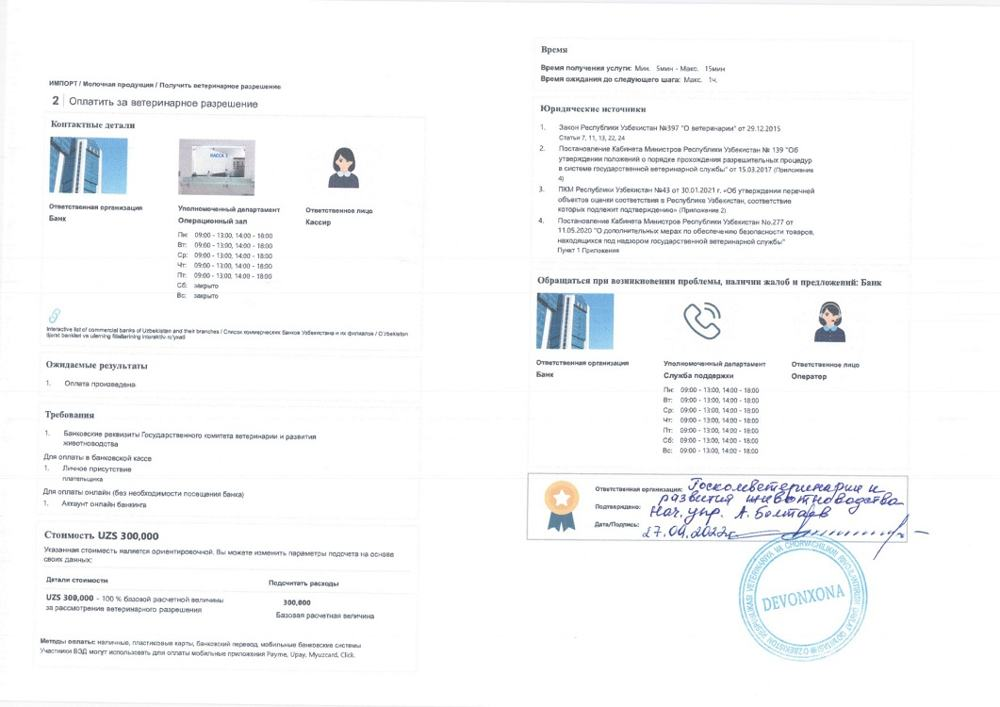 ИМПОРТ / Молочная продукция / Получить ветеринарное разрешение
2 Оплатить за ветеринарное разрешение
Контактные детали
КАССА 1
Ответственная организация
Банк
Уполномоченный департамент
Операционный зал
Пн: 09:00 - 13:00, 14:00 - 18:00
Вт: 09:00 - 13:00, 14:00 - 18:00
Ср: 09:00 - 13:00, 14:00 - 18:00
Чт: 09:00 - 13:00, 14:00 - 18:00
Пт: 09:00 - 13:00, 14:00 - 18:00
Сб: закрыто
Вс: закрыто
Ответственное лицо
Кассир
Interactive list of commercial banks of Uzbekistan and their branches / Список коммерческих банков Узбекистана и их филиалов / O'zbekistan
tijorat banklari va ularning filiallarining interaktiv ro'yxati
Ожидаемые результаты
1. Оплата произведена
Требования
1. Банковские реквизиты Государственного комитета ветеринарии и развития
животноводства
Для оплаты в банковской кассе
1. Личное присутствие
плательщика
Для оплаты онлайн (без необходимости посещения банка)
1. Аккаунт онлайн банкинга
Стоимость UZS 300,000
Указанная стоимость является ориентировочной. Вы можете изменить параметры подсчета на основе
своих данных:
Детали стоимости
Подсчитать расходы
UZS 300,000 - 100 % базовой расчетной величины
за рассмотрение ветеринарного разрешения
300,000
Базовая расчетная величина
Методы оплаты: наличные, пластиковые карты, банковский перевод, мобильные банковские системы
Участники ВЭД могут использовать для оплаты мобильные приложения Payme, Upay, Myuzcard, Click.
Время
Время получения услуги: Мин. 5мин - Макс. 15мин
Время ожидания до следующего шага: Макс. 1ч.
Юридические источники
1. Закон Республики Узбекистан №397 "О ветеринарии" от 29.12.2015
Статьи 7, 11, 13, 22, 24
2. Постановление Кабинета Министров Республики Узбекистан № 139 "Об
утверждении положений о порядке прохождения разрешительных процедур
в системе государственной ветеринарной службы" от 15.03.2017 (Приложение
4)
3. ПКМ Республики Узбекистан №43 от 30.01.2021 г. «Об утверждении перечней
объектов оценки соответствия в Республике Узбекистан, соответствие
которых подлежит подтверждению» (Приложение 2)
4. Постановление Кабинета Министров Республики Узбекистан No.277 от
11.05.2020 "О дополнительных мерах по обеспечению безопасности товаров,
находящихся под надзором государственной ветеринарной службы"
Пункт 1 Приложения
Обращаться при возникновении проблемы, наличии жалоб и предложений: Банк
Ответственная организация
Банк
Уполномоченный департамент
Служба поддержки
Пн: 09:00 - 13:00, 14:00 - 18:00
Вт: 09:00 - 13:00, 14:00 - 18:00
Ср: 09:00 - 13:00, 14:00 - 18:00
Чт: 09:00 - 13:00, 14:00 - 18:00
Пт: 09:00 - 13:00, 14:00 - 18:00
Сб: 09:00 - 13:00, 14:00 - 18:00
Вс: 09:00 - 13:00, 14:00 - 18:00
Ответственное лицо
Оператор
Ответственная организация: Госкомветеринарии и
развития животноводства
Подтверждено: Нач. упр. А. Болтаев
Дата/Подпись: 27.09.2022г
DEVONXONA